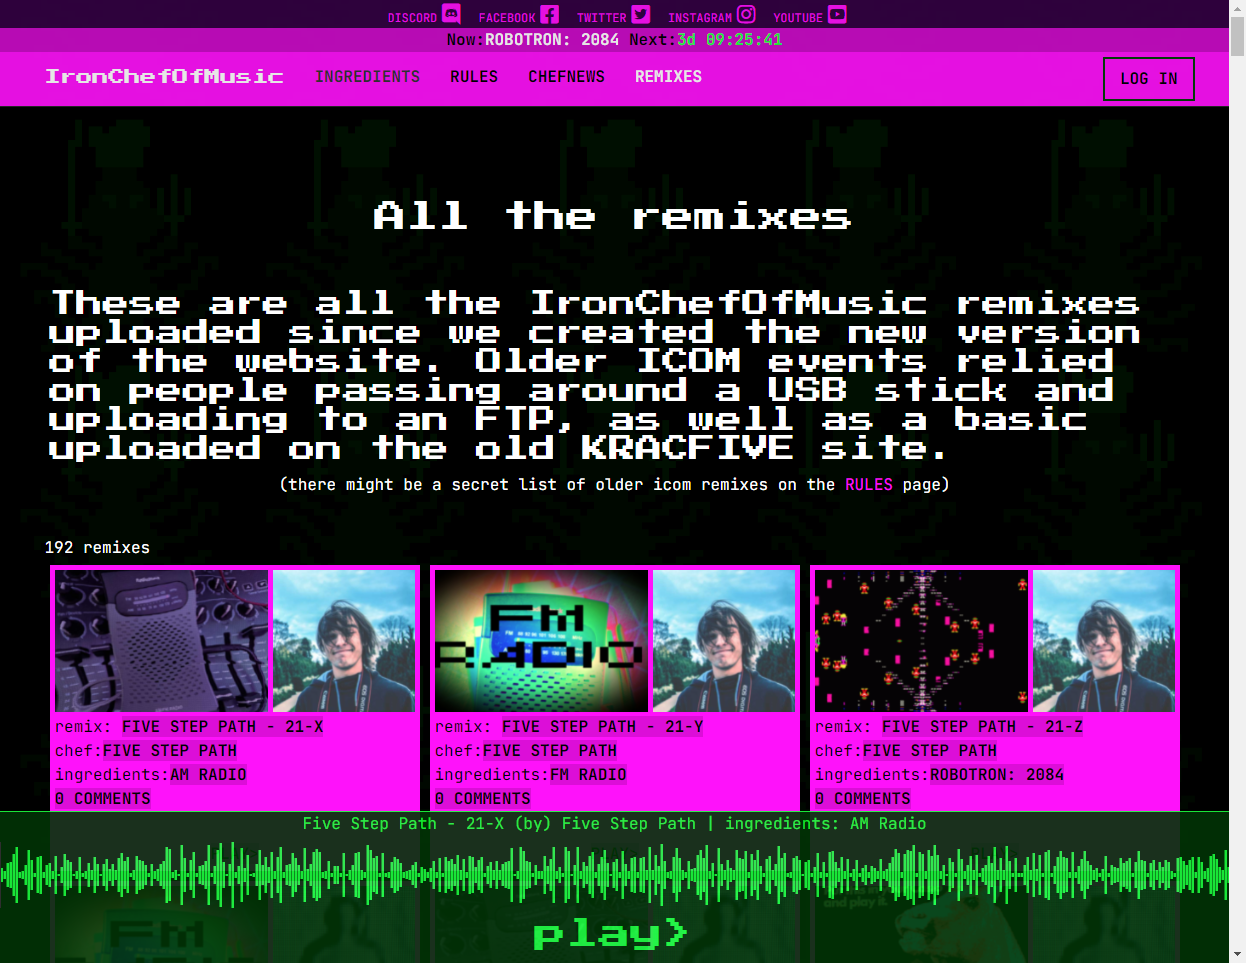 DISCORD FACEBOOK TWITTER INSTAGRAM YOUTUBE
Now:ROBOTRON: 2084 Next:3d 09:25:41
IronChefOfMusic INGREDIENTS RULES CHEFNEWS REMIXES LOG IN
All the remixes
These are all the IronChefOfMusic remixes
uploaded since we created the new version
of the website. Older ICOM events relied
on people passing around a USB stick and
uploading to an FTP, as well as a basic
uploaded on the old KRACFIVE site.
(there might be a secret list of older icom remixes on the RULES page)
192 remixes
FM
RADIO
remix: FIVE STEP PATH - 21-X
chef:FIVE STEP PATH
ingredients:AM RADIO
0 COMMENTS
remix: FIVE STEP PATH - 21-Y
chef:FIVE STEP PATH
ingredients:FM RADIO
0 COMMENTS
remix: FIVE STEP PATH - 21-Z
chef:FIVE STEP PATH
ingredients:ROBOTRON: 2084
0 COMMENTS
Five Step Path - 21-X (by) Five Step Path | ingredients: AM Radio
and play it.
FM
play>